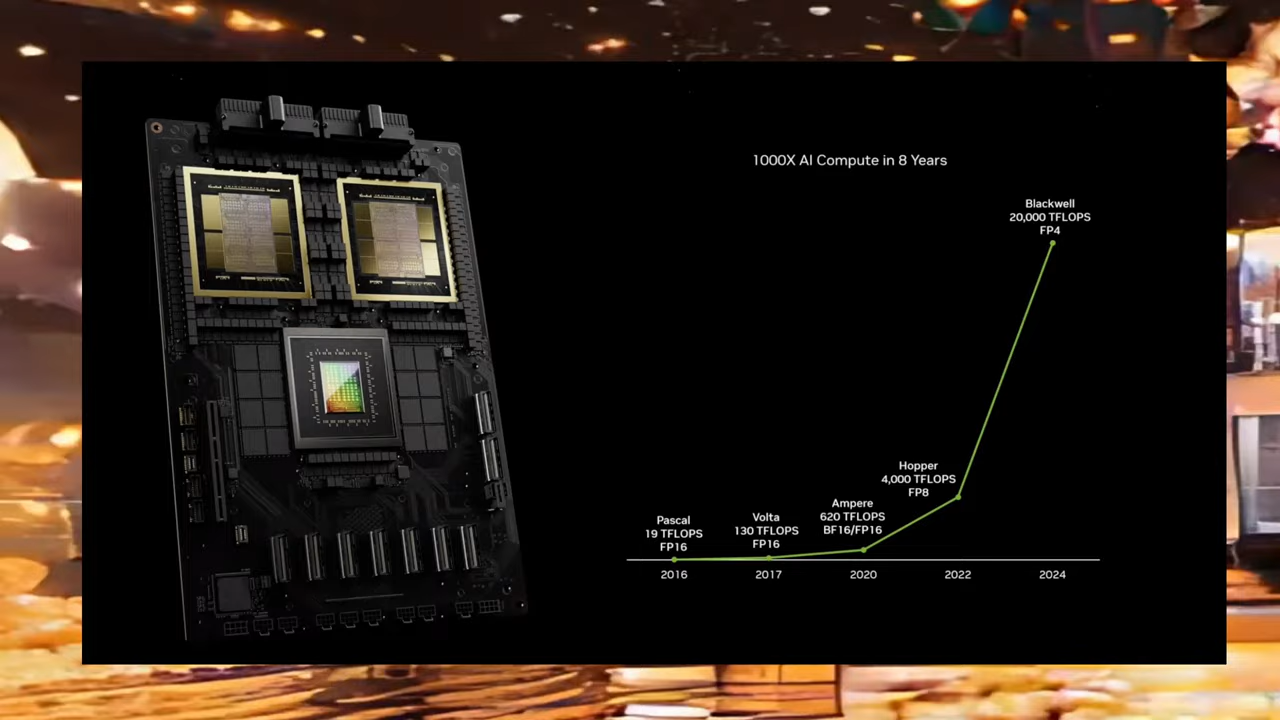 1000X AI Compute in 8 Years
Blackwell
20,000 TFLOPS
FP4
Hopper
4,000 TFLOPS
FP8
Ampere
620 TFLOPS
BF16/FP16
Volta
130 TFLOPS
FP16
Pascal
19 TFLOPS
FP16
2016
2017
2020
2022
2024